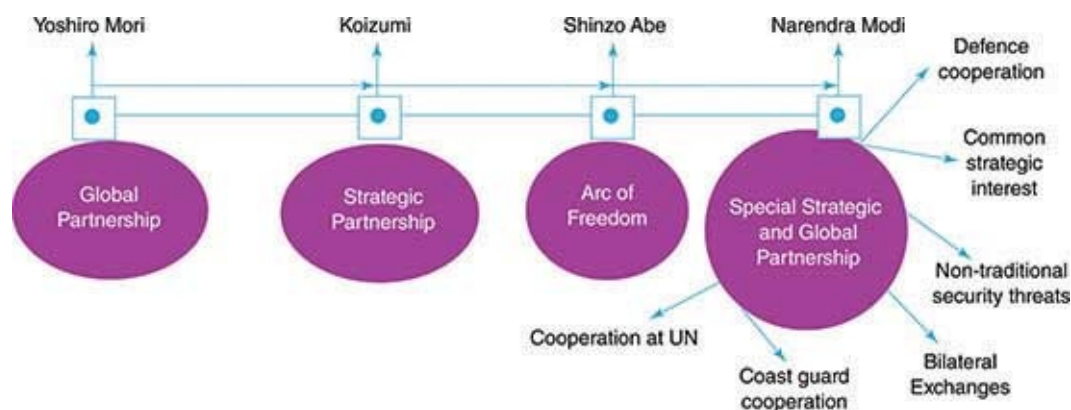 Yoshiro Mori
Koizumi
Shinzo Abe
Narendra Modi
Defence
cooperation
Common
strategic
interest
Global
Partnership
Strategic
Partnership
Arc of
Freedom
Special Strategic
and Global
Partnership
Non-traditional
security threats
Cooperation at UN
Coast guard
cooperation
Bilateral
Exchanges